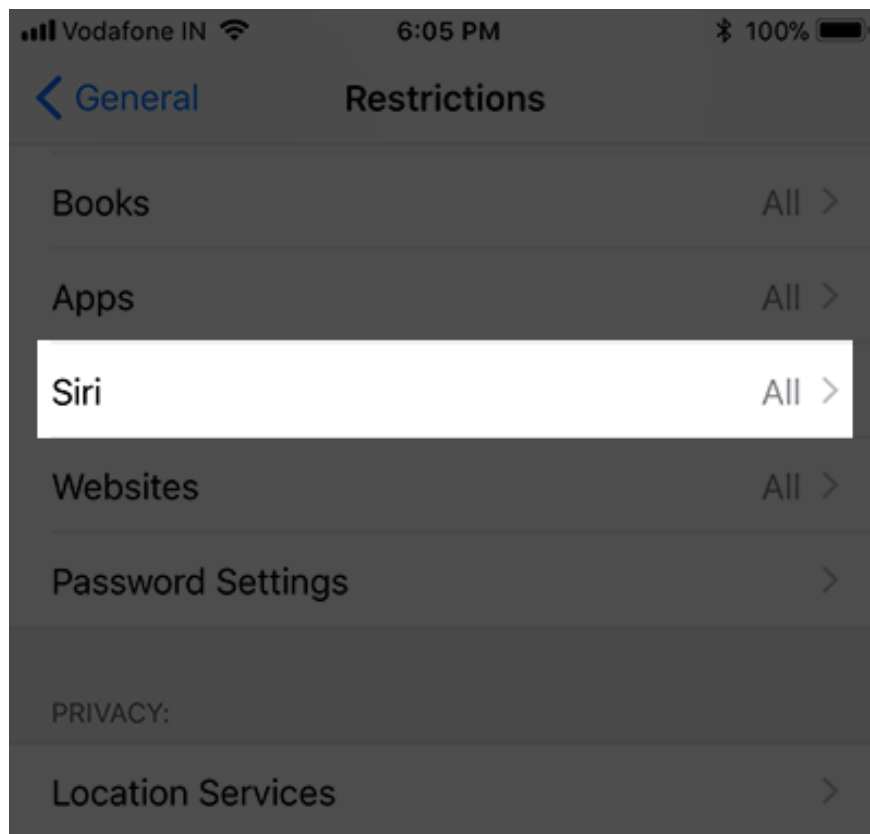 Vodafone IN 6:05 PM 100%
General Restrictions
Books All
Apps All
Siri All
Websites All
Password Settings
PRIVACY:
Location Services